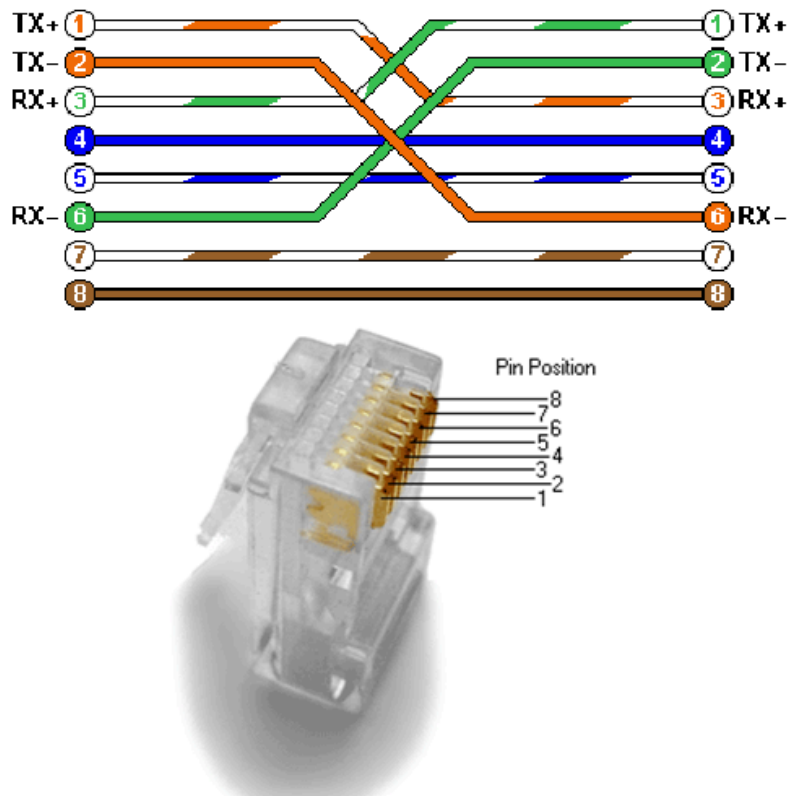 TX+ 1 1 TX+
TX- 2 2 TX-
RX+ 3 3 RX+
4 4
5 5
RX- 6 6 RX-
7 7
8 8
Pin Position
8
7
6
5
4
3
2
1